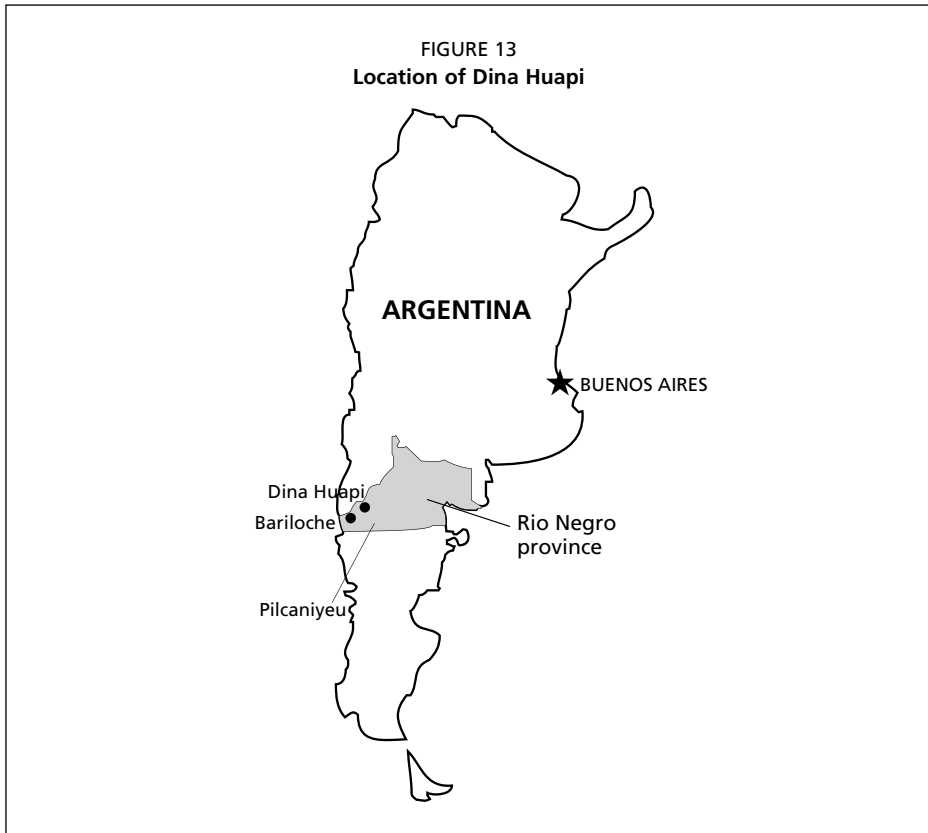 FIGURE 13
Location of Dina Huapi
ARGENTINA
BUENOS AIRES
Dina Huapi
Bariloche
Rio Negro
province
Pilcaniyeu